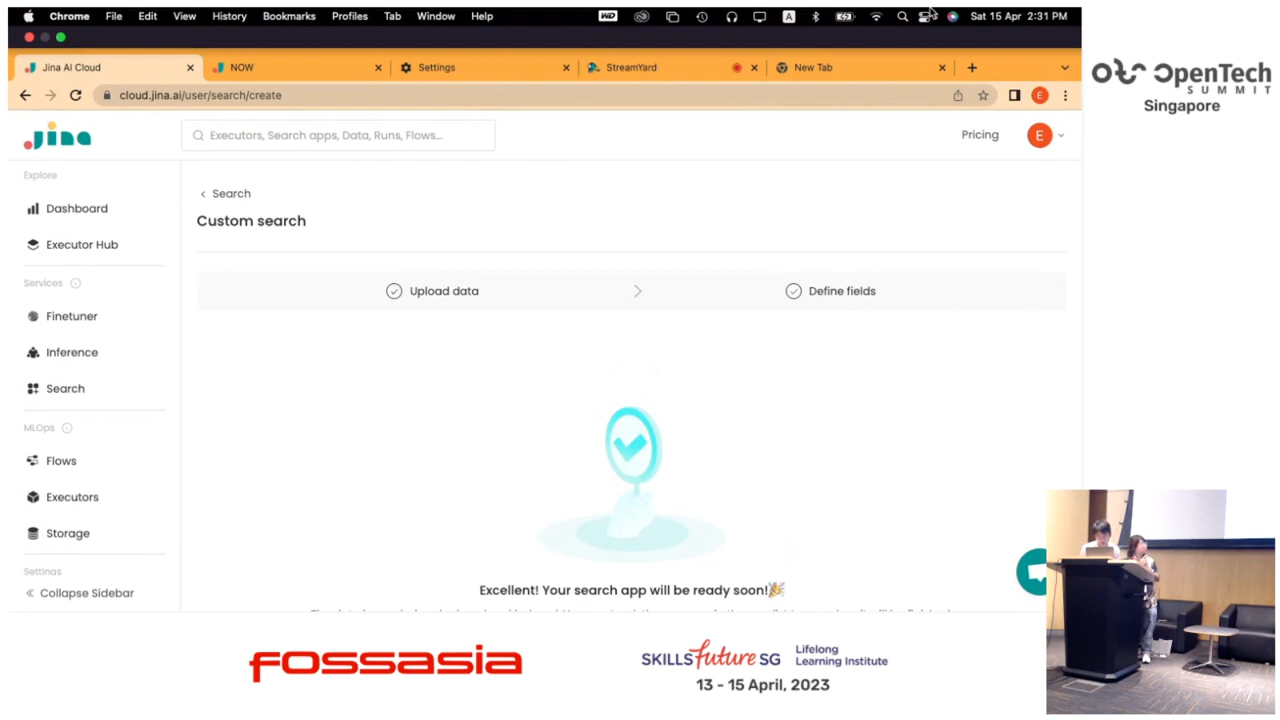 Chrome File Edit View History Bookmarks Profiles Tab Window Help
WD A Sat 15 Apr 2:31 PM
Jina AI Cloud NOW Settings StreamYard New Tab
cloud.jina.ai/user/search/create E
OpenTech
SUMMIT
Singapore
Jina
Executors, Search apps, Data, Runs, Flows...
Pricing
E
Explore
Dashboard
Executor Hub
Services
Finetuner
Inference
Search
MLOps
Flows
Executors
Storage
Settings
Collapse Sidebar
Search
Custom search
Upload data
Define fields
Excellent! Your search app will be ready soon!
FOSSASIA
SKILLSfuture SG
Lifelong
Learning Institute
13 - 15 April, 2023